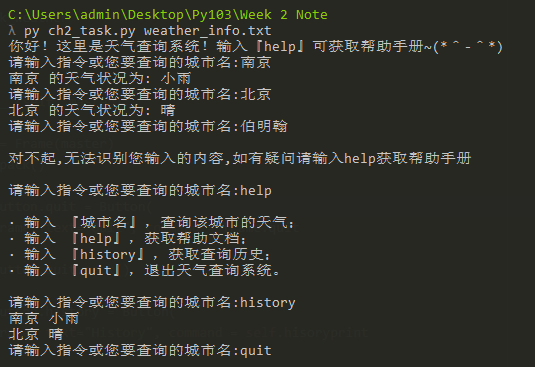 C:\Users\admin\Desktop\Py103\Week 2 Note
λ py ch2_task.py weather_info.txt
你好！这里是天气查询系统！输入『help』可获取帮助手册~(*＾-＾*)
请输入指令或您要查询的城市名:南京
南京 的天气状况为: 小雨
请输入指令或您要查询的城市名:北京
北京 的天气状况为: 晴
请输入指令或您要查询的城市名:伯明翰
对不起,无法识别您输入的内容,如有疑问请输入help获取帮助手册
请输入指令或您要查询的城市名:help
· 输入 『城市名』，查询该城市的天气；
· 输入 『help』，获取帮助文档；
· 输入 『history』，获取查询历史；
· 输入 『quit』，退出天气查询系统。
请输入指令或您要查询的城市名:history
南京 小雨
北京 晴
请输入指令或您要查询的城市名:quit